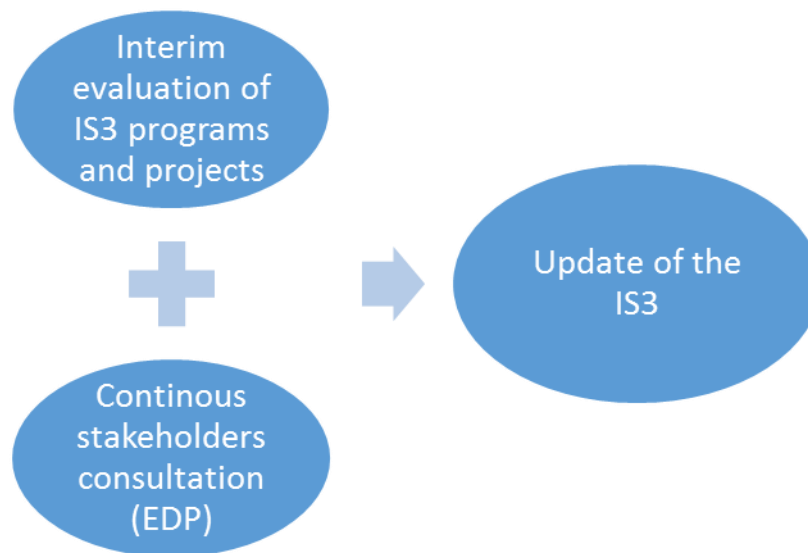 Interim
evaluation of
IS3 programs
and projects
Continous
stakeholders
consultation
(EDP)
Update of the
IS3